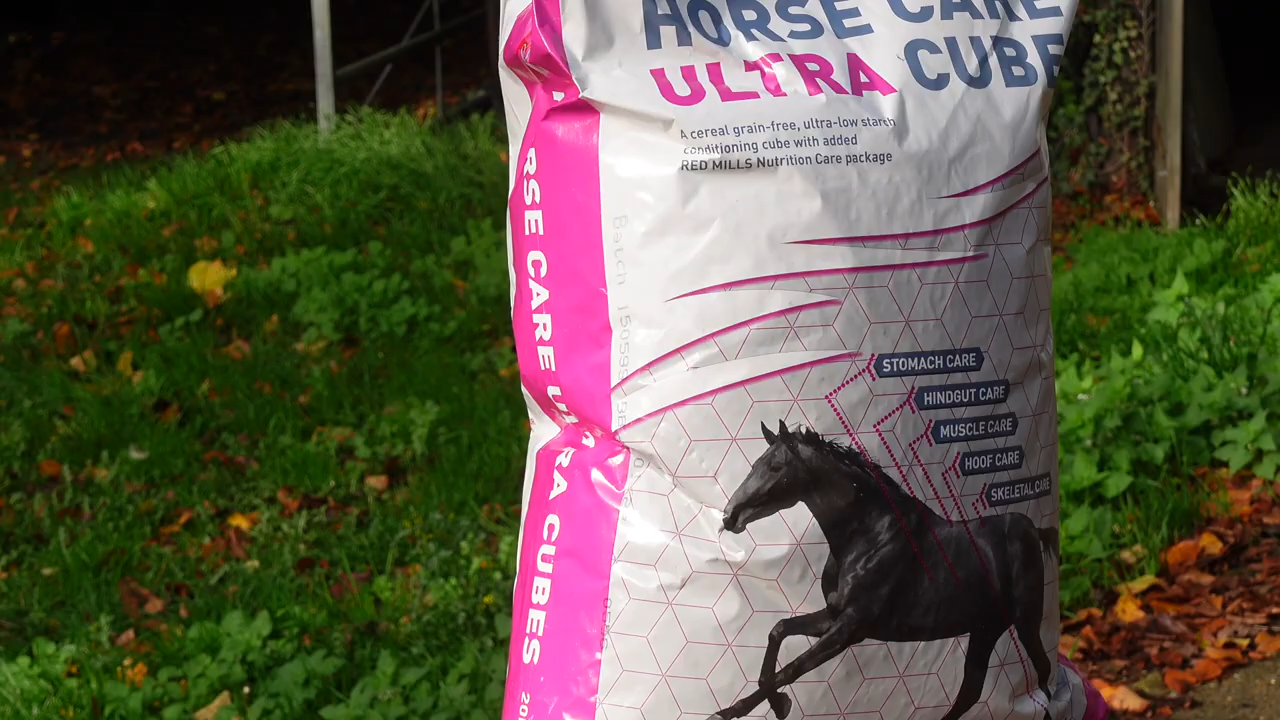 HORSE CARE
ULTRA CUBE
A cereal grain-free, ultra-low starch
conditioning cube with added
RED MILLS Nutrition Care package
STOMACH CARE
HINDGUT CARE
MUSCLE CARE
HOOF CARE
SKELETAL CARE
RSE CARE ULTRA CUBES
Batch